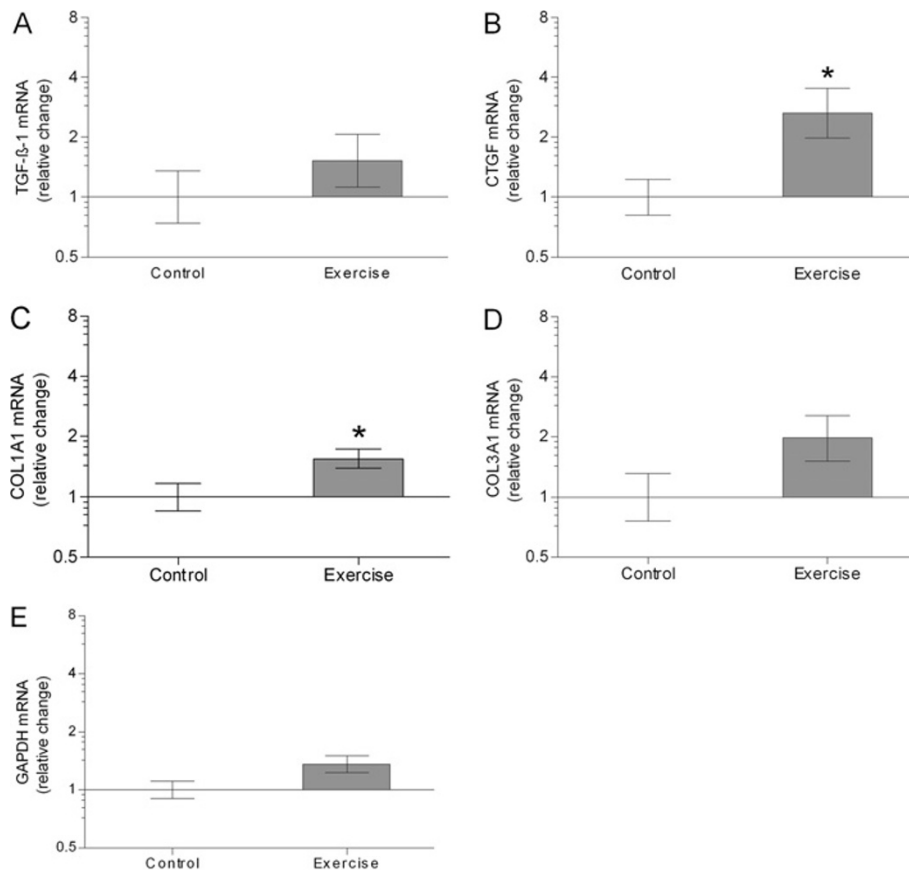 A
TGF-ß-1 mRNA
(relative change)
8
4
2
1
0.5
Control
Exercise
B
CTGF mRNA
(relative change)
8
4
2
1
0.5
*
Control
Exercise
C
COL1A1 mRNA
(relative change)
8
4
2
1
0.5
*
Control
Exercise
D
COL3A1 mRNA
(relative change)
8
4
2
1
0.5
Control
Exercise
E
GAPDH mRNA
(relative change)
8
4
2
1
0.5
Control
Exercise